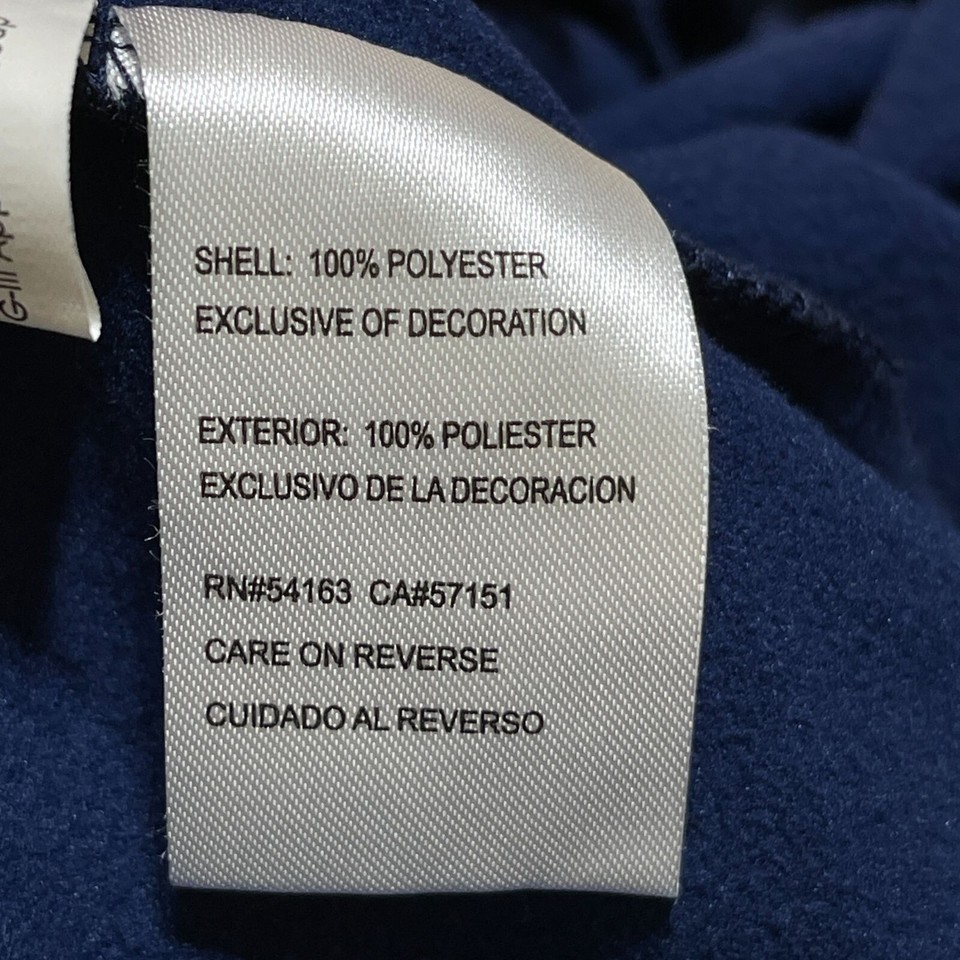 SHELL: 100% POLYESTER
EXCLUSIVE OF DECORATION
EXTERIOR: 100% POLIESTER
EXCLUSIVO DE LA DECORACION
RN#54163 CA#57151
CARE ON REVERSE
CUIDADO AL REVERSO